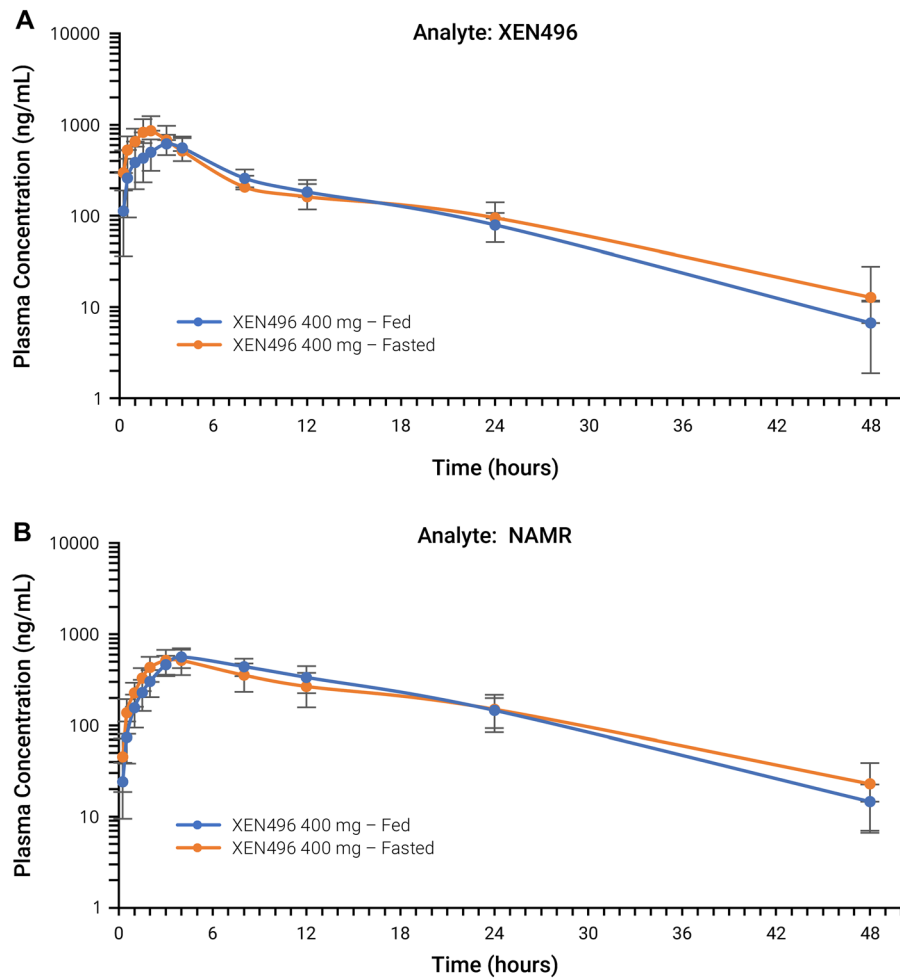 A
Analyte: XEN496
Plasma Concentration (ng/mL)
10000
1000
100
10
1
XEN496 400 mg – Fed
XEN496 400 mg – Fasted
0 6 12 18 24 30 36 42 48
Time (hours)
B
Analyte: NAMR
Plasma Concentration (ng/mL)
10000
1000
100
10
1
XEN496 400 mg – Fed
XEN496 400 mg – Fasted
0 6 12 18 24 30 36 42 48
Time (hours)